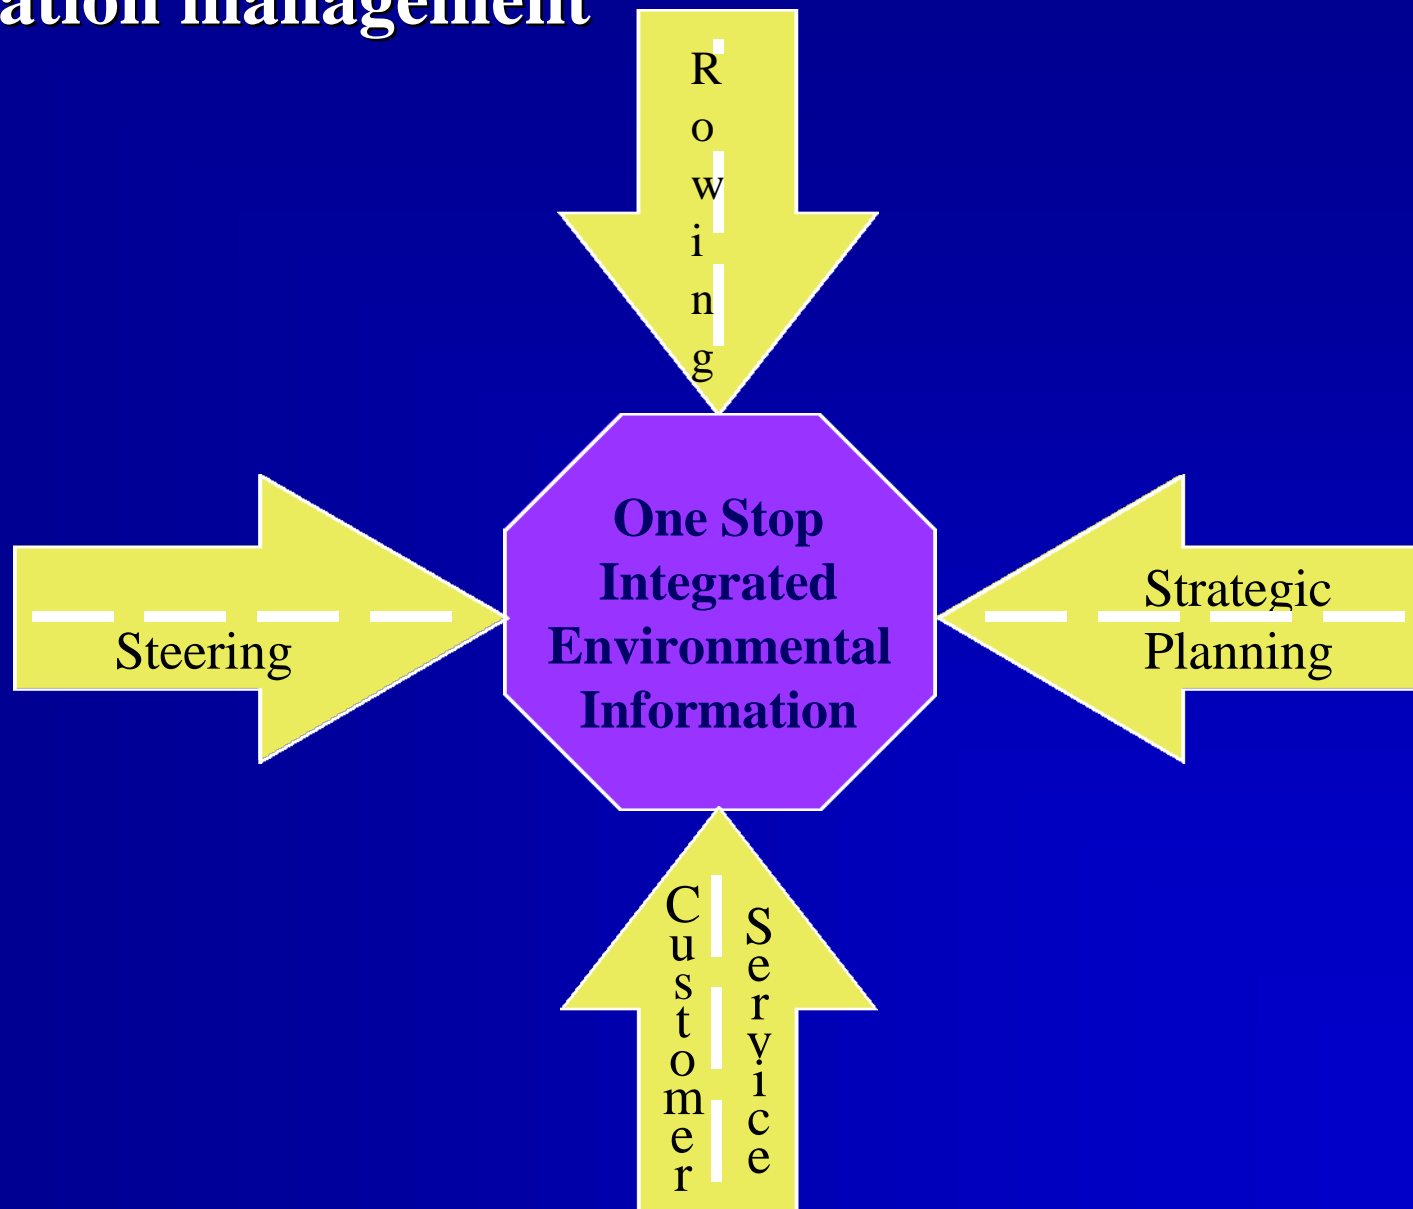 ation management
Rowing
One Stop
Integrated
Environmental
Information
Steering
Strategic
Planning
Customer
Service